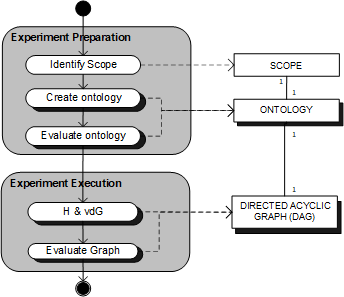 Experiment Preparation
Identify Scope
SCOPE
1
1
Create ontology
ONTOLOGY
1
Evaluate ontology
Experiment Execution
1
H & vdG
DIRECTED ACYCLIC
GRAPH (DAG)
Evaluate Graph